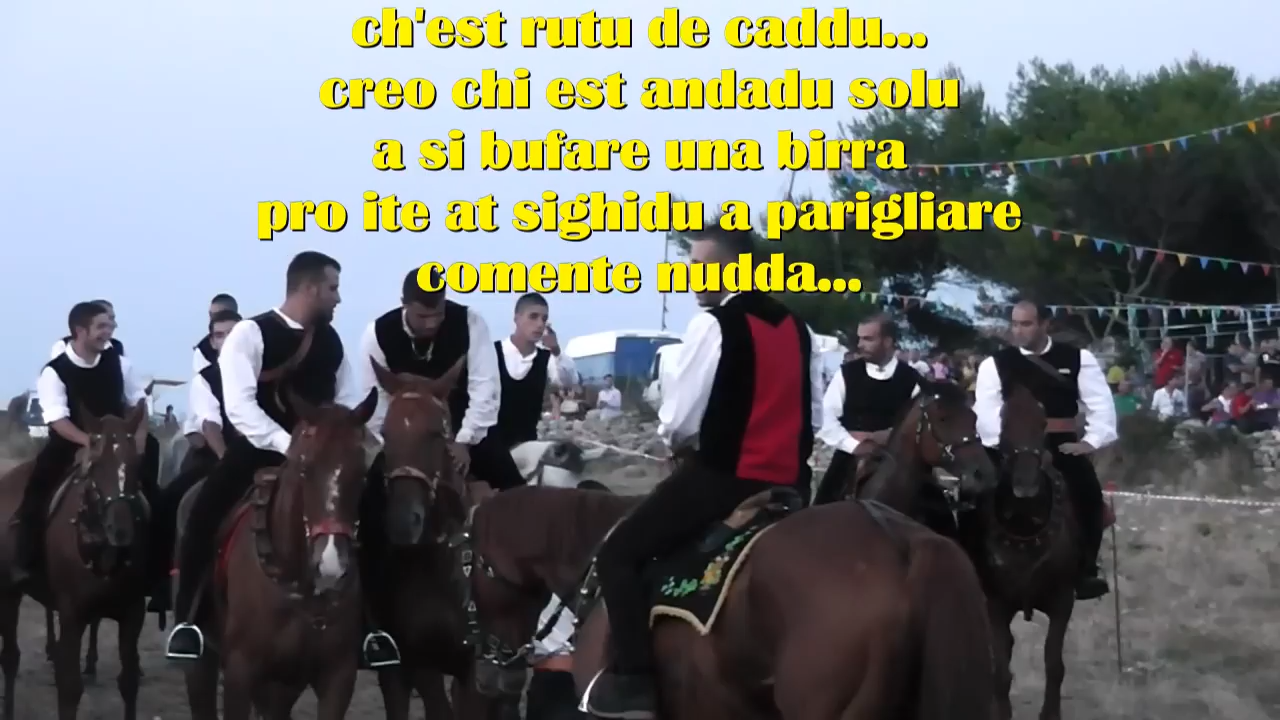 ch'est rutu de caddu...
creo chi est andadu solu
a si bufare una birra
pro ite at sighidu a parigliare
comente nudda...